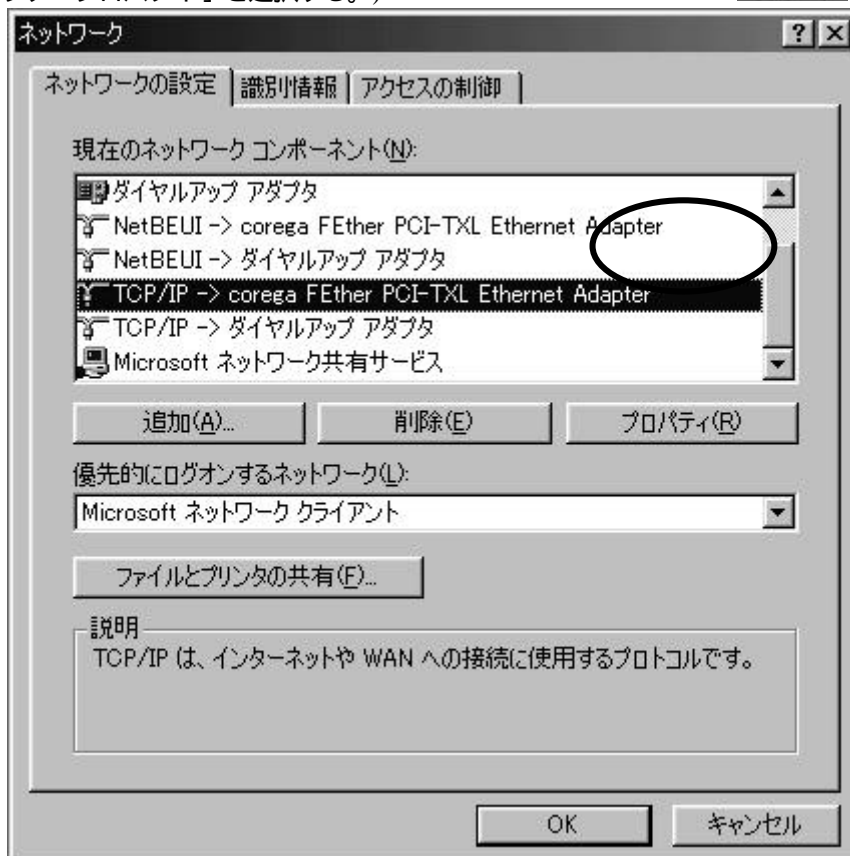 を選択する。)
ネットワーク
ネットワークの設定 識別情報 アクセスの制御
現在のネットワーク コンポーネント(N):
ダイヤルアップ アダプタ
NetBEUI -> corega FEther PCI-TXL Ethernet Adapter
NetBEUI -> ダイヤルアップ アダプタ
TCP/IP -> corega FEther PCI-TXL Ethernet Adapter
TCP/IP -> ダイヤルアップ アダプタ
Microsoft ネットワーク共有サービス
追加(A)... 削除(E) プロパティ(R)
優先的にログオンするネットワーク(L):
Microsoft ネットワーク クライアント
ファイルとプリンタの共有(F)...
説明
TCP/IP は、インターネットや WAN への接続に使用するプロトコルです。
OK キャンセル